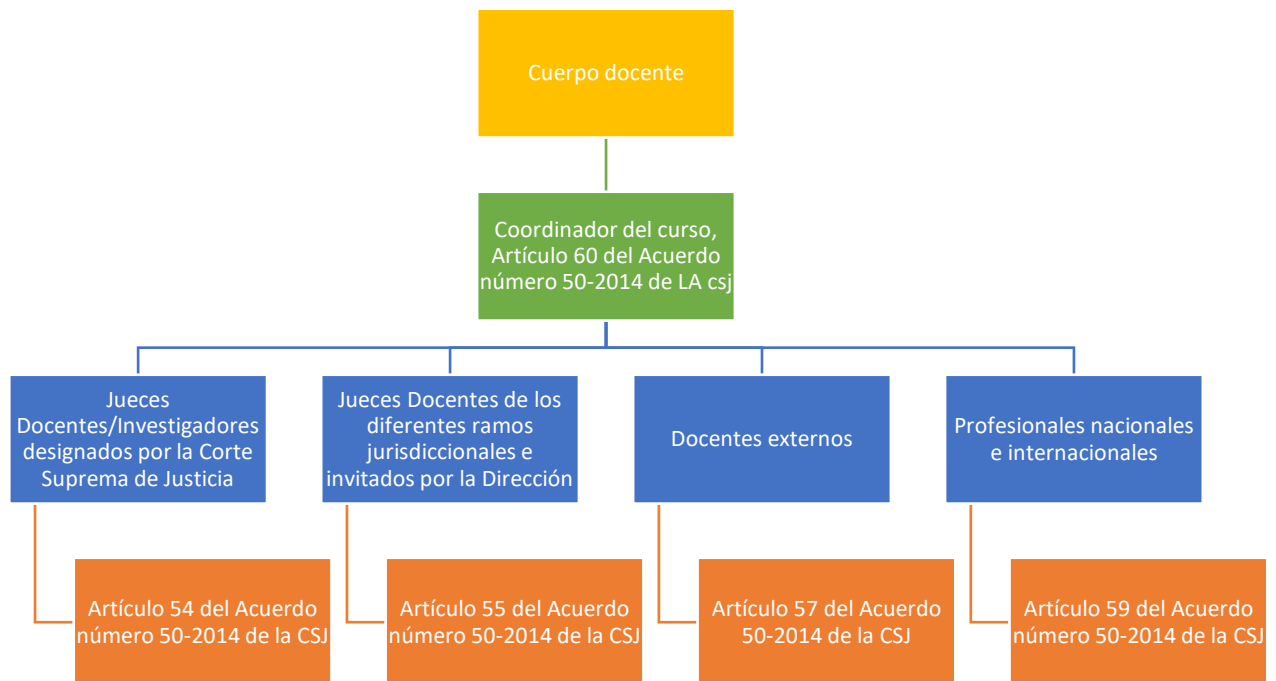 Cuerpo docente
Coordinador del curso,
Artículo 60 del Acuerdo
número 50-2014 de LA csj
Jueces
Docentes/Investigadores
designados por la Corte
Suprema de Justicia
Jueces Docentes de los
diferentes ramos
jurisdiccionales e
invitados por la Dirección
Docentes externos
Profesionales nacionales
e internacionales
Artículo 54 del Acuerdo
número 50-2014 de la CSJ
Artículo 55 del Acuerdo
número 50-2014 de la CSJ
Artículo 57 del Acuerdo
50-2014 de la CSJ
Artículo 59 del Acuerdo
número 50-2014 de la CSJ